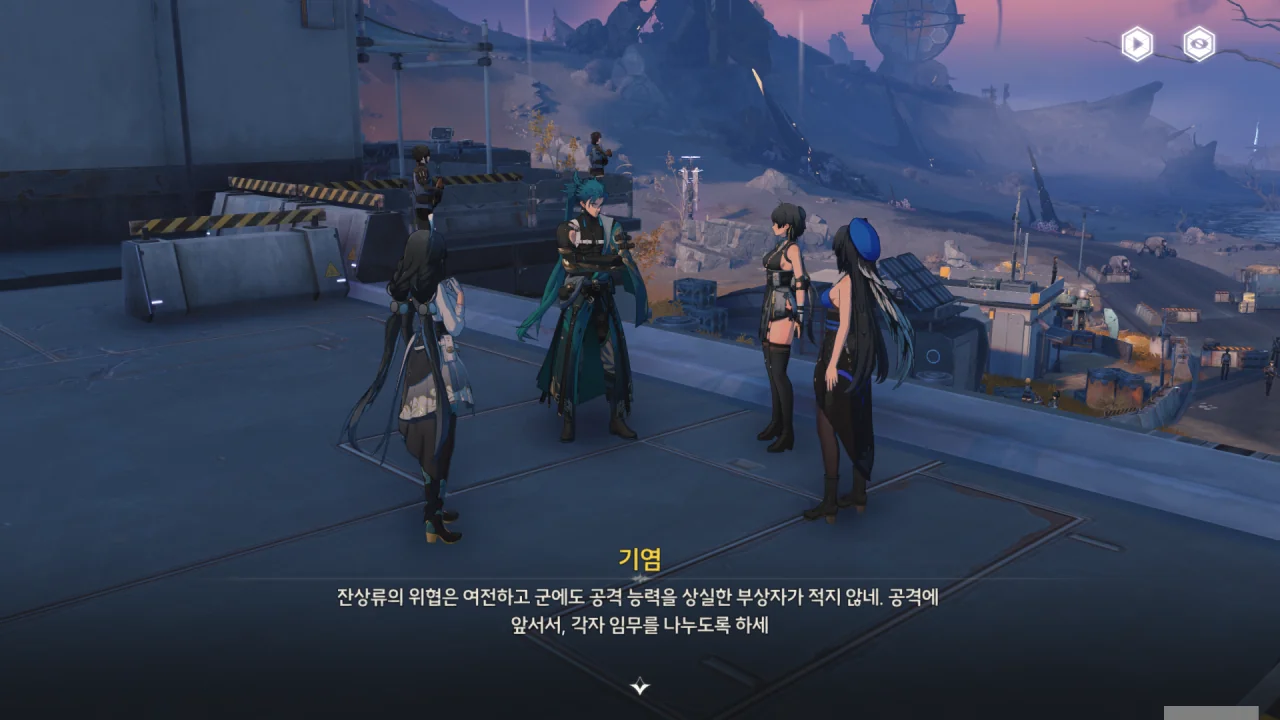 기염
잔상류의 위협은 여전하고 군에도 공격 능력을 상실한 부상자가 적지 않네. 공격에
앞서서, 각자 임무를 나누도록 하세